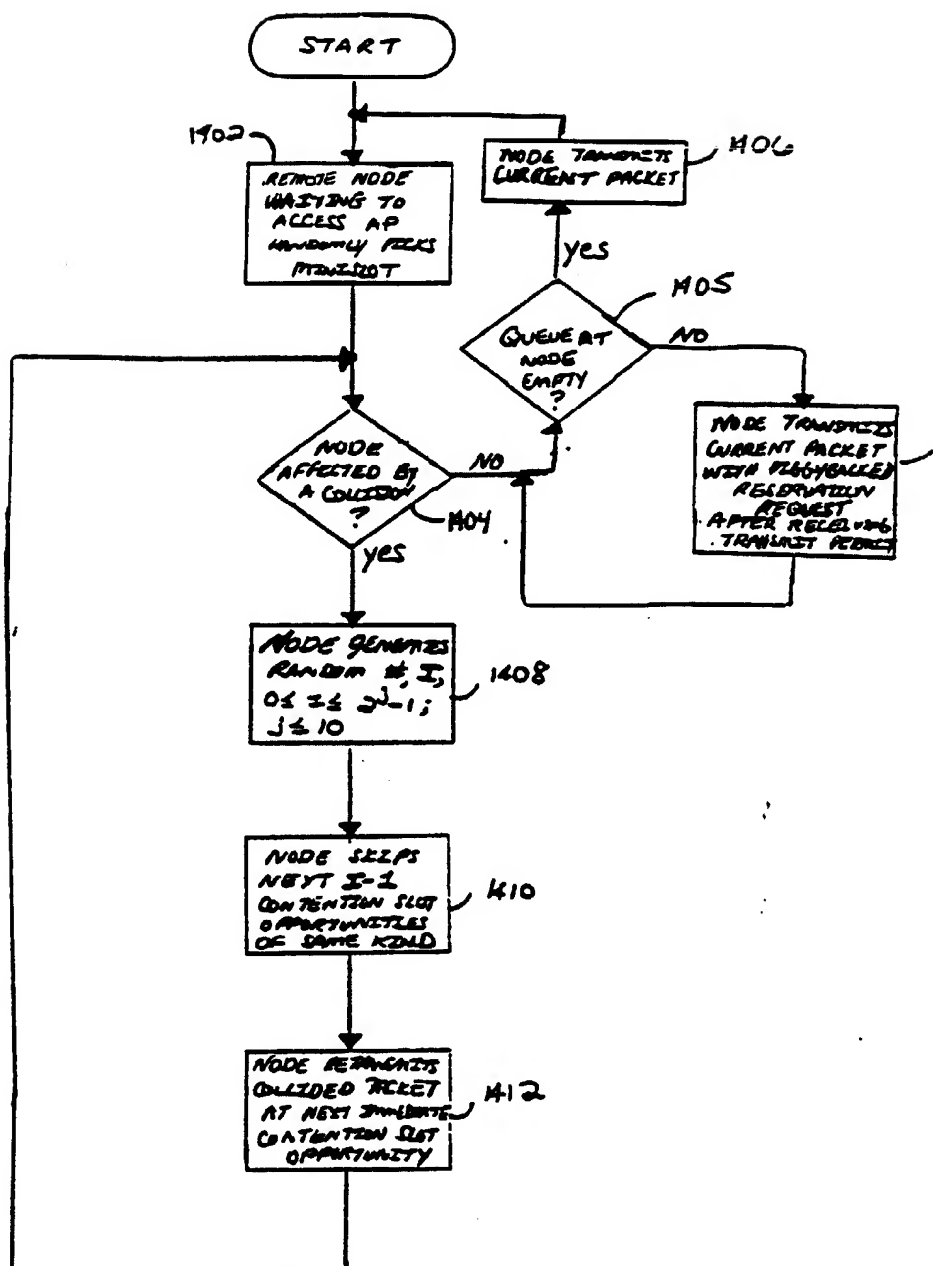 START
1402
REMOTE NODE
WAITING TO
ACCESS AP
RANDOMLY PICKS
MINISLOT
NODE TRANSMITS
CURRENT PACKET
1406
yes
1405
QUEUE AT
NODE
EMPTY
?
NO
NODE
AFFECTED BY
A COLLISION
?
NO
1404
yes
NODE TRANSMITS
CURRENT PACKET
WITH PIGGYBACKED
RESERVATION
REQUEST
AFTER RECEIVING
TRANSMIT PERMIT
NODE GENERATES
RANDOM #, I,
0 ≤ I ≤ 2^j-1;
j ≤ 10
1408
NODE SKIPS
NEXT I-1
CONTENTION SLOT
OPPORTUNITIES
OF SAME KIND
1410
NODE RETRANSMITS
COLLIDED PACKET
AT NEXT IMMEDIATE
CONTENTION SLOT
OPPORTUNITY
1412